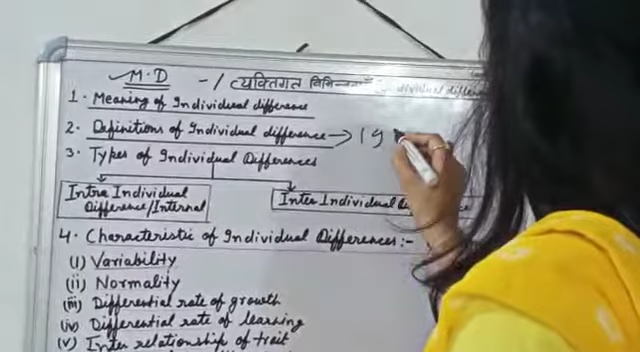 M.D - / व्यक्तिगत
1. Meaning of Individual difference
2. Definitions of Individual difference → 19
3. Types of Individual Differences
Intra Individual Difference/Internal
Inter Individual
4. Characteristic of Individual Differences:-
(i) Variability
(ii) Normality
(iii) Differential rate of growth
(iv) Differential rate of learning
(v) Inter relationship of trait